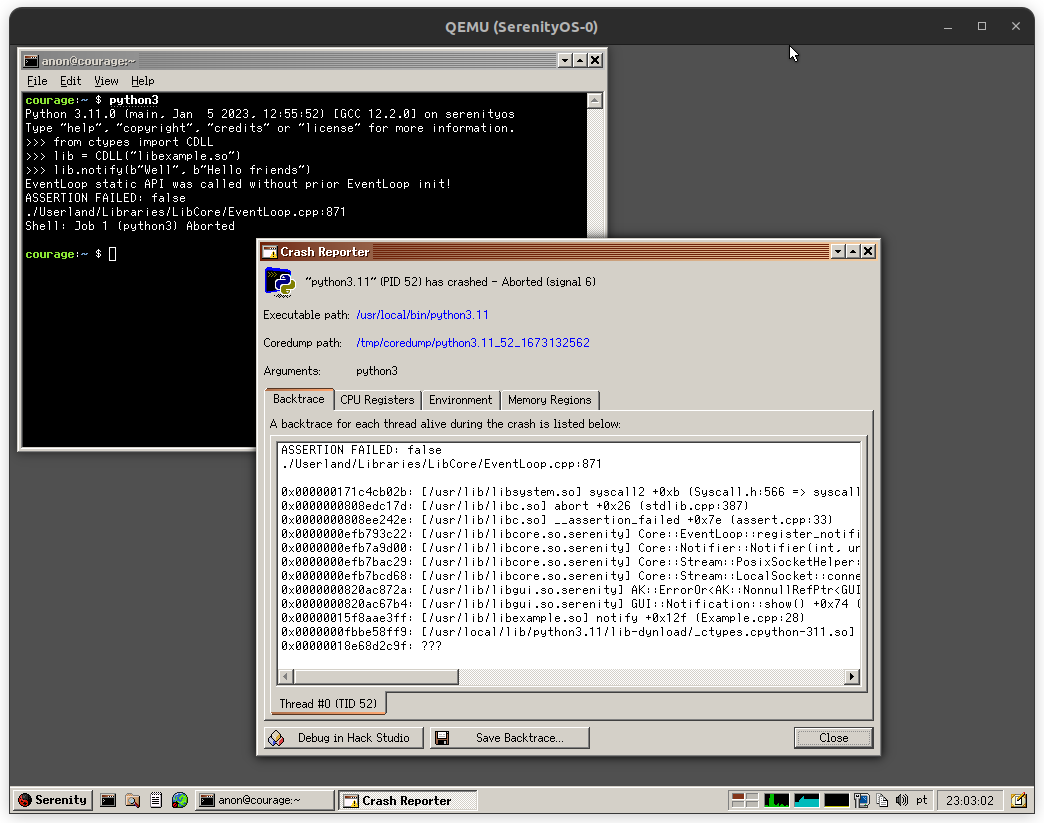 QEMU (SerenityOS-0)
anon@courage:~
File Edit View Help
courage:~ $ python3
Python 3.11.0 (main, Jan  5 2023, 12:55:52) [GCC 12.2.0] on serenityos
Type "help", "copyright", "credits" or "license" for more information.
>>> from ctypes import CDLL
>>> lib = CDLL("libexample.so")
>>> lib.notify(b"Well", b"Hello friends")
EventLoop static API was called without prior EventLoop init!
ASSERTION FAILED: false
./Userland/Libraries/LibCore/EventLoop.cpp:871
Shell: Job 1 (python3) Aborted
courage:~ $
Crash Reporter
"python3.11" (PID 52) has crashed - Aborted (signal 6)
Executable path: /usr/local/bin/python3.11
Coredump path: /tmp/coredump/python3.11_52_1673132562
Arguments: python3
Backtrace CPU Registers Environment Memory Regions
A backtrace for each thread alive during the crash is listed below:
ASSERTION FAILED: false
./Userland/Libraries/LibCore/EventLoop.cpp:871
0x000000171c4cb02b: [/usr/lib/libsystem.so] syscall2 +0xb (Syscall.h:566 => syscall
0x0000000808edc17d: [/usr/lib/libc.so] abort +0x26 (stdlib.cpp:387)
0x0000000808ee242e: [/usr/lib/libc.so] __assertion_failed +0x7e (assert.cpp:33)
0x0000000efb793c22: [/usr/lib/libcore.so.serenity] Core::EventLoop::register_notifi
0x0000000efb7a9d00: [/usr/lib/libcore.so.serenity] Core::Notifier::Notifier(int, un
0x0000000efb7bac29: [/usr/lib/libcore.so.serenity] Core::Stream::PosixSocketHelper:
0x0000000efb7bcd68: [/usr/lib/libcore.so.serenity] Core::Stream::LocalSocket::conne
0x0000000820ac872a: [/usr/lib/libgui.so.serenity] AK::ErrorOr<AK::NonnullRefPtr<GUI
0x0000000820ac67b4: [/usr/lib/libgui.so.serenity] GUI::Notification::show() +0x74 (
0x00000015f8aae3ff: [/usr/lib/libexample.so] notify +0x12f (Example.cpp:28)
0x0000000fbbe58ff9: [/usr/local/lib/python3.11/lib-dynload/_ctypes.cpython-311.so]
0x00000018e68d2c9f: ???
Thread #0 (TID 52)
Debug in Hack Studio Save Backtrace... Close
Serenity anon@courage:~ Crash Reporter pt 23:03:02